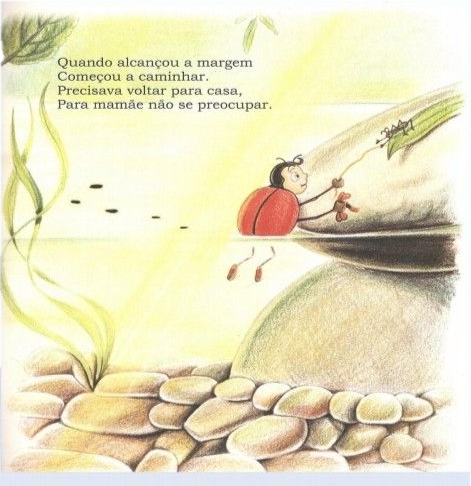 Quando alcançou a margem
Começou a caminhar.
Precisava voltar para casa,
Para mamãe não se preocupar.